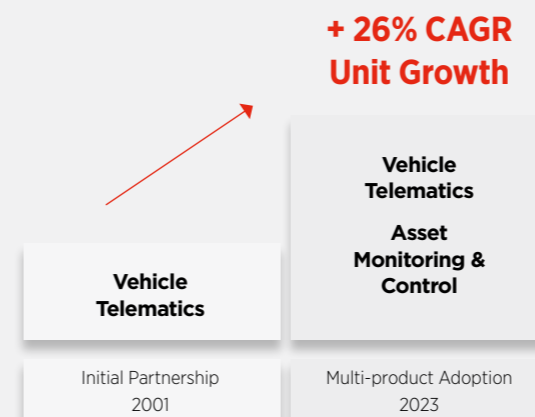 + 26% CAGR
Unit Growth
Vehicle
Telematics
Asset
Monitoring &
Control
Vehicle
Telematics
Initial Partnership
2001
Multi-product Adoption
2023